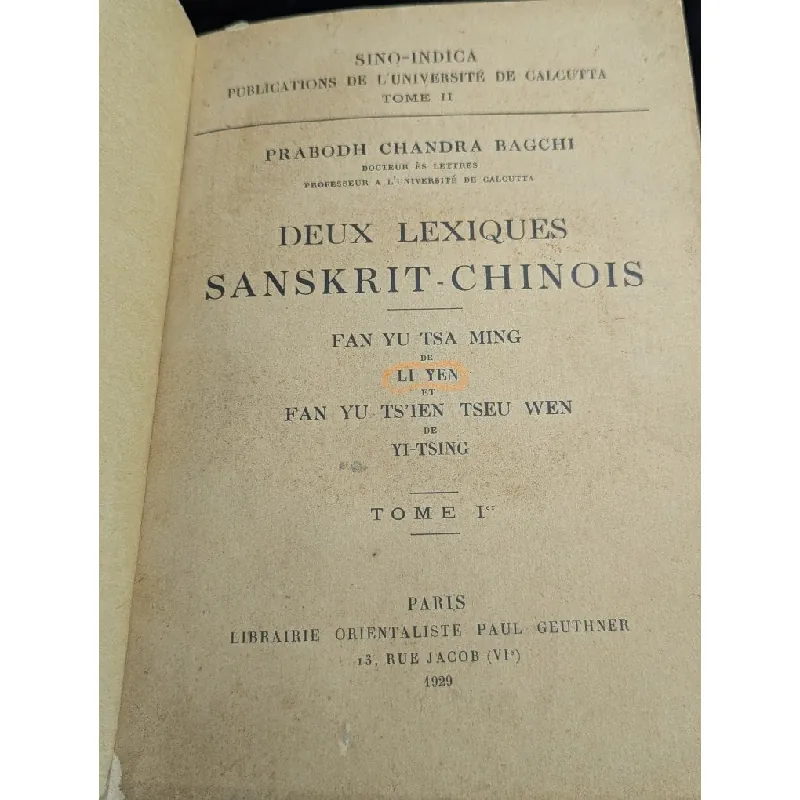 SINO-INDICA
PUBLICATIONS DE L'UNIVERSITÉ DE CALCUTTA
TOME II
PRABODH CHANDRA BAGCHI
DOCTEUR ÈS LETTRES
PROFESSEUR A L'UNIVERSITÉ DE CALCUTTA
DEUX LEXIQUES
SANSKRIT-CHINOIS
FAN YU TSA MING
DE
LI YEN
ET
FAN YU TS'IEN TSEU WEN
DE
YI-TSING
TOME Iᵉʳ
PARIS
LIBRAIRIE ORIENTALISTE PAUL GEUTHNER
13, RUE JACOB (VIᵉ)
1929